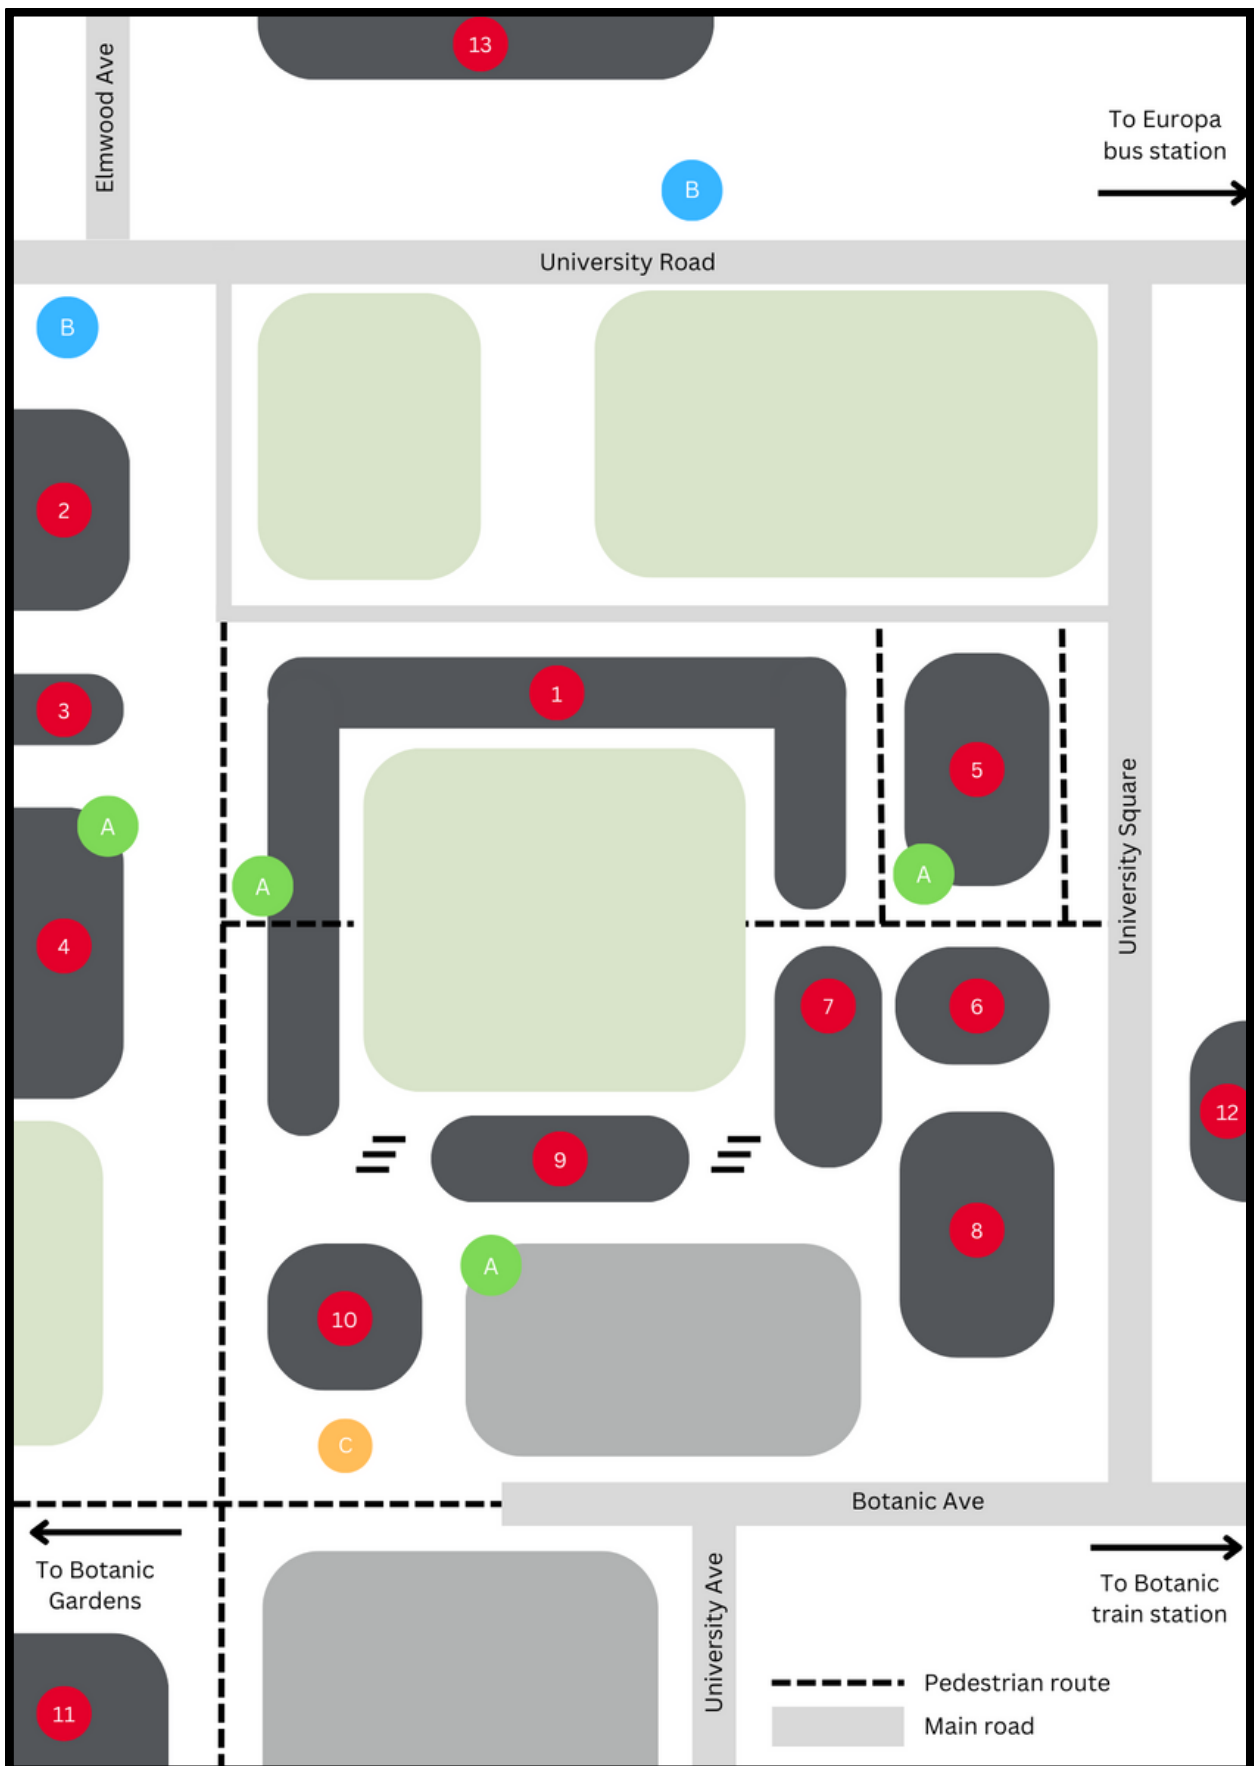 13
Elmwood Ave
To Europa
bus station
B
University Road
B
2
1
3
5
A
A
A
University Square
4
7
6
12
9
8
A
10
C
Botanic Ave
To Botanic
Gardens
To Botanic
train station
University Ave
11
Pedestrian route
Main road